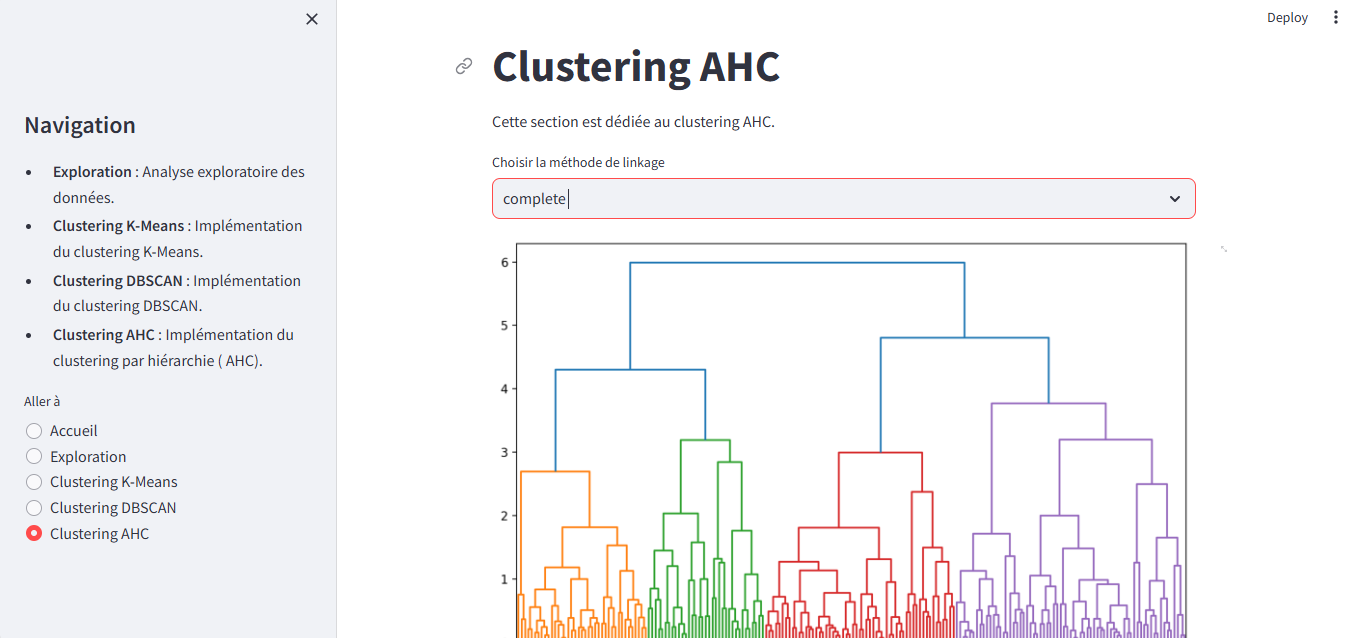 Deploy
Navigation
Exploration : Analyse exploratoire des
données.
Clustering K-Means : Implémentation
du clustering K-Means.
Clustering DBSCAN : Implémentation
du clustering DBSCAN.
Clustering AHC : Implémentation du
clustering par hiérarchie ( AHC).
Aller à
Accueil
Exploration
Clustering K-Means
Clustering DBSCAN
Clustering AHC
Clustering AHC
Cette section est dédiée au clustering AHC.
Choisir la méthode de linkage
complete
6
5
4
3
2
1